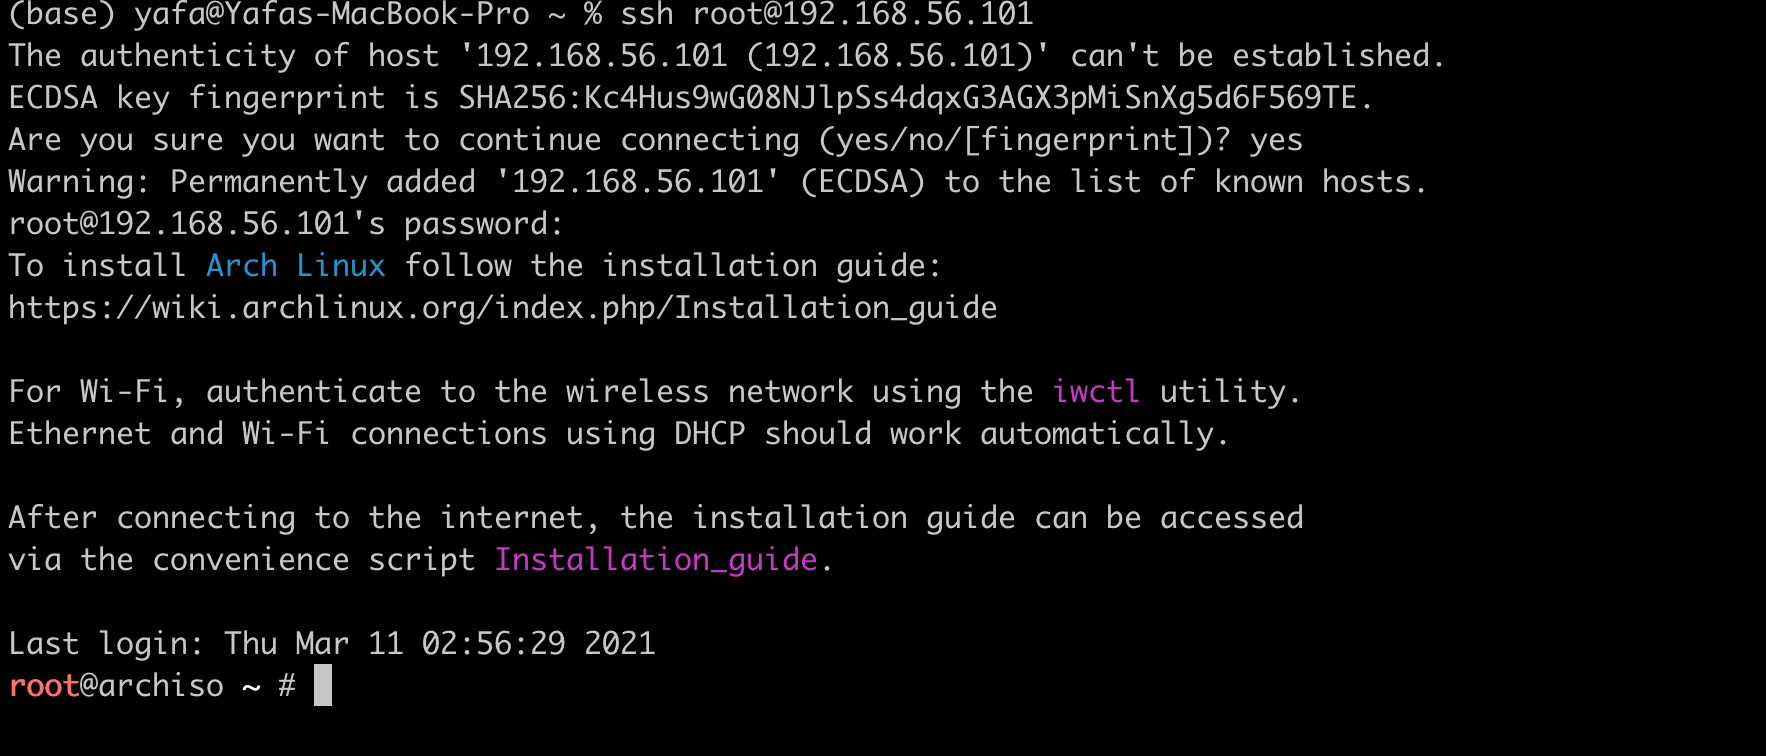 (base) yafa@Yafas-MacBook-Pro ~ % ssh root@192.168.56.101
The authenticity of host '192.168.56.101 (192.168.56.101)' can't be established.
ECDSA key fingerprint is SHA256:Kc4Hus9wG08NJlpSs4dqxG3AGX3pMiSnXg5d6F569TE.
Are you sure you want to continue connecting (yes/no/[fingerprint])? yes
Warning: Permanently added '192.168.56.101' (ECDSA) to the list of known hosts.
root@192.168.56.101's password:
To install Arch Linux follow the installation guide:
https://wiki.archlinux.org/index.php/Installation_guide
For Wi-Fi, authenticate to the wireless network using the iwctl utility.
Ethernet and Wi-Fi connections using DHCP should work automatically.
After connecting to the internet, the installation guide can be accessed
via the convenience script Installation_guide.
Last login: Thu Mar 11 02:56:29 2021
root@archiso ~ #